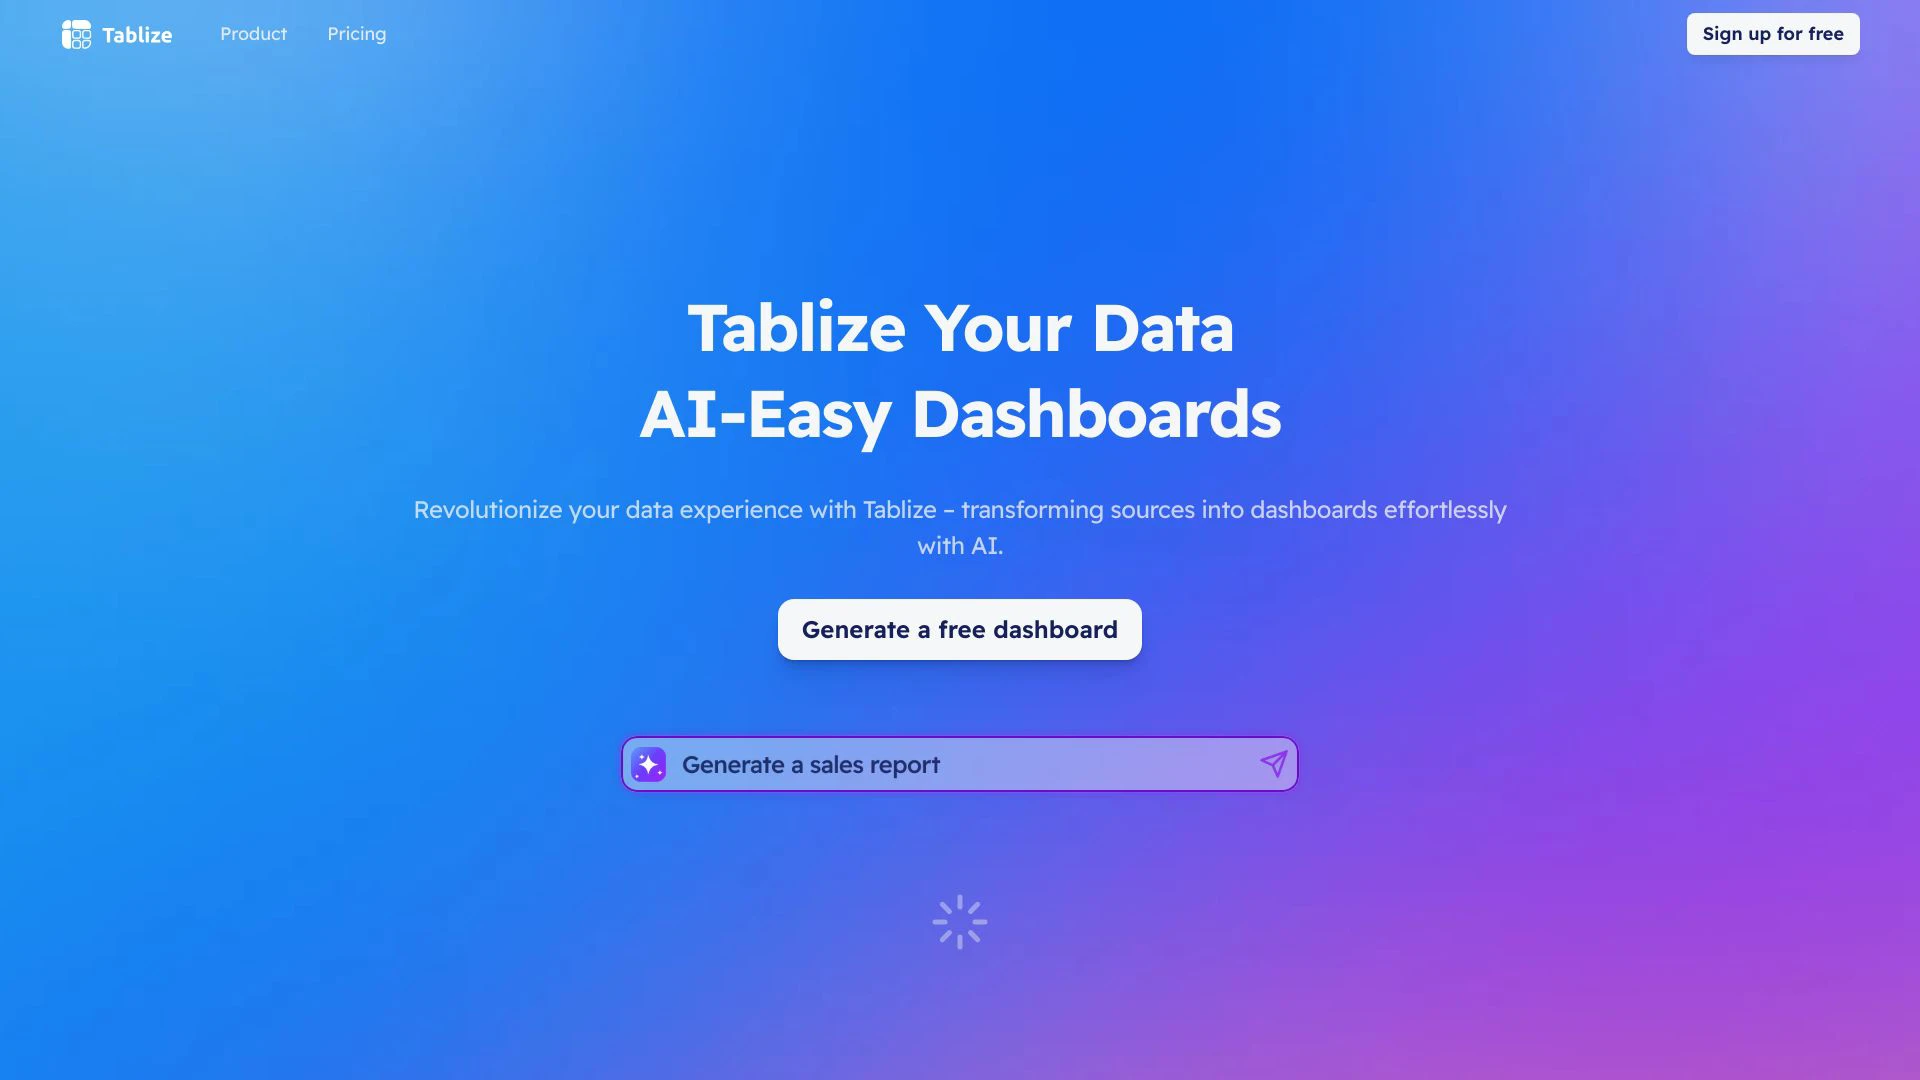 Tablize
Product
Pricing
Sign up for free
Tablize Your Data
AI-Easy Dashboards
Revolutionize your data experience with Tablize – transforming sources into dashboards effortlessly
with AI.
Generate a free dashboard
Generate a sales report